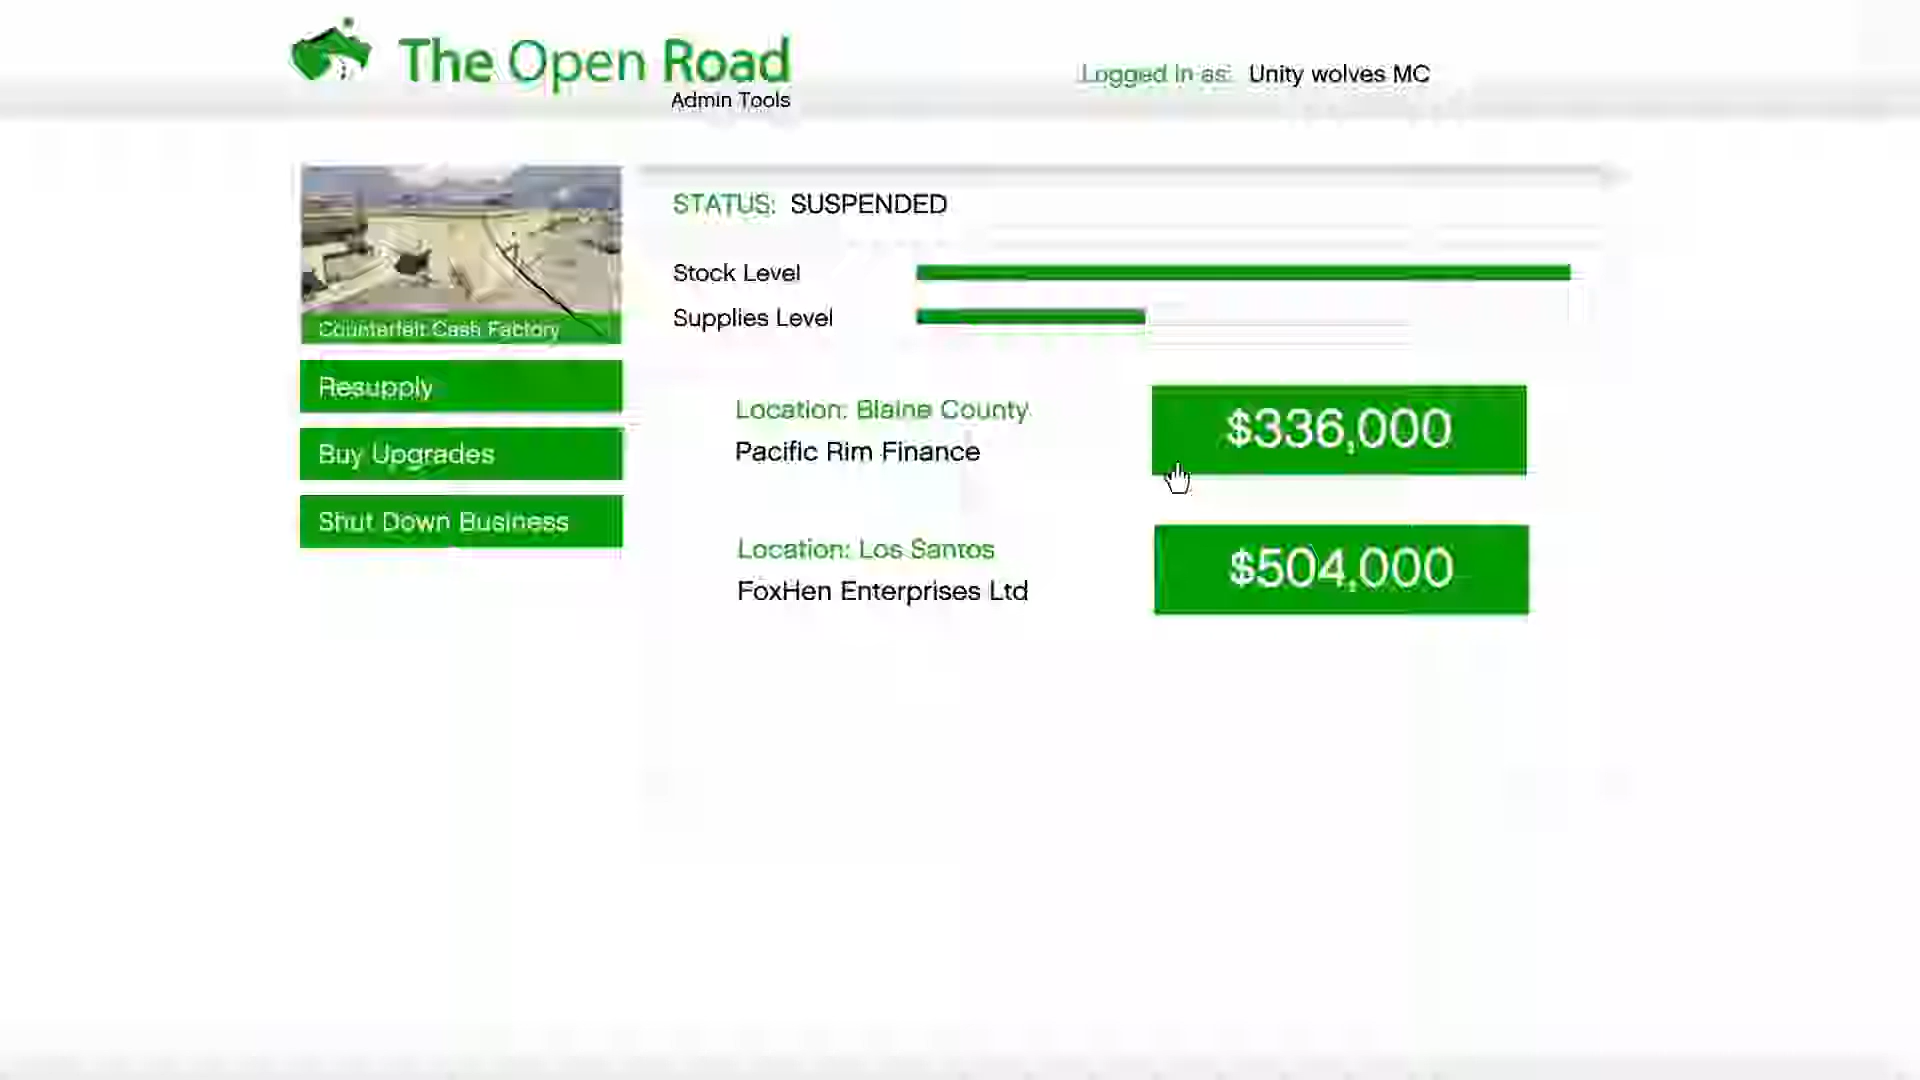 The Open Road
Admin Tools
Logged in as: Unity wolves MC
STATUS: SUSPENDED
Stock Level
Supplies Level
Counterfeit Cash Factory
Resupply
Buy Upgrades
Shut Down Business
Location: Blaine County
Pacific Rim Finance
$336,000
Location: Los Santos
FoxHen Enterprises Ltd
$504,000